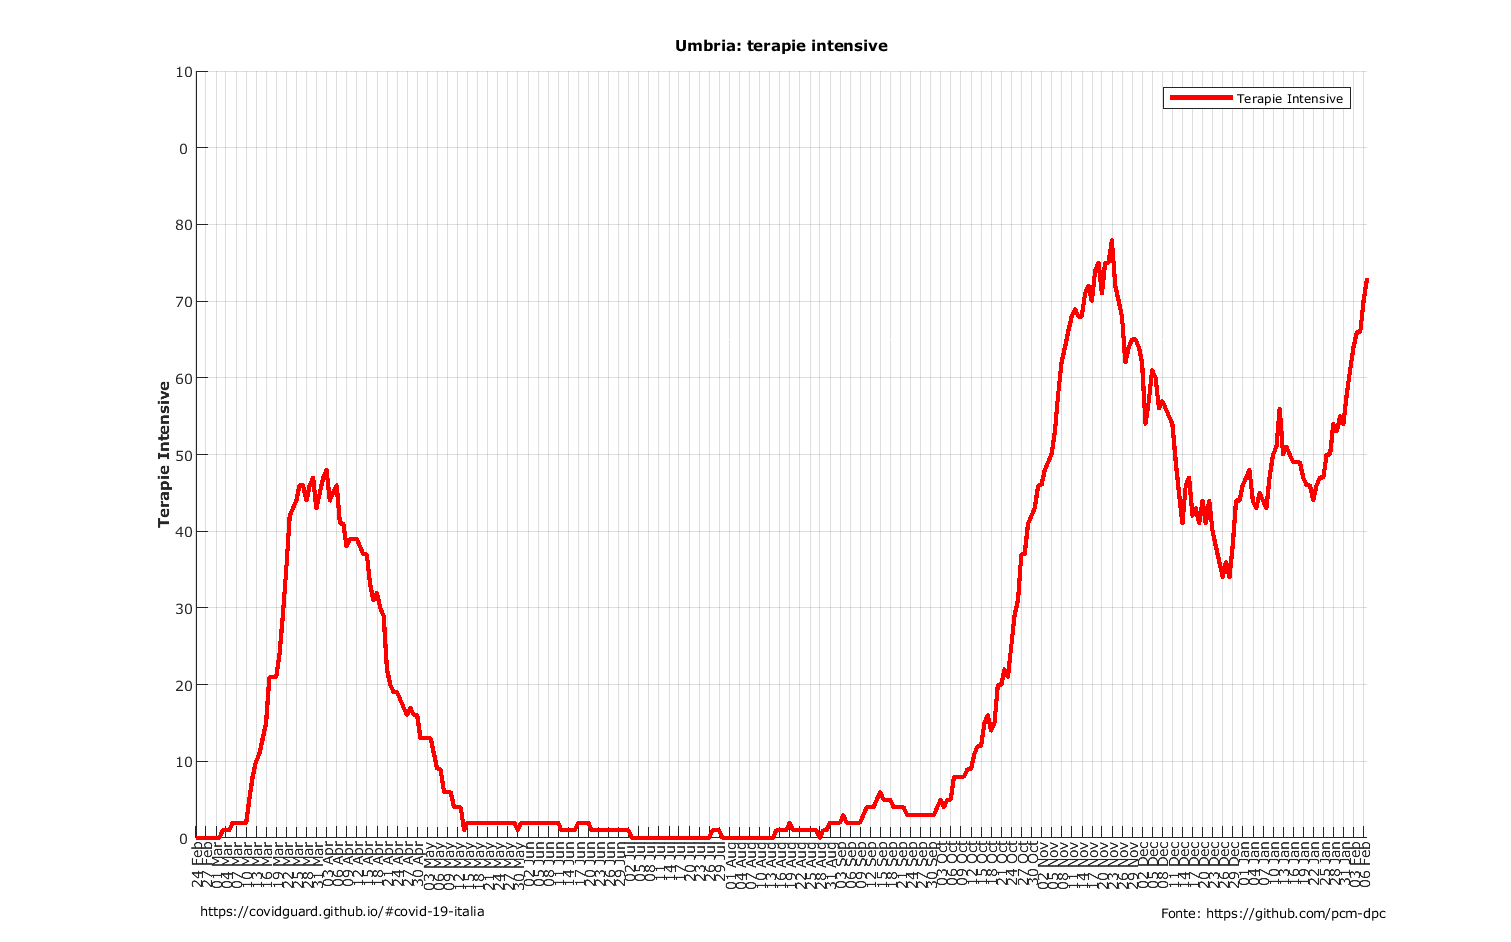 Umbria: terapie intensive
Terapie Intensive
Terapie Intensive
10
0
80
70
60
50
40
30
20
10
0
24 Feb
27 Feb
01 Mar
04 Mar
07 Mar
10 Mar
13 Mar
16 Mar
19 Mar
22 Mar
25 Mar
28 Mar
31 Mar
03 Apr
06 Apr
09 Apr
12 Apr
15 Apr
18 Apr
21 Apr
24 Apr
27 Apr
30 Apr
03 May
06 May
09 May
12 May
15 May
18 May
21 May
24 May
27 May
30 May
02 Jun
05 Jun
08 Jun
11 Jun
14 Jun
17 Jun
20 Jun
23 Jun
26 Jun
29 Jun
02 Jul
05 Jul
08 Jul
11 Jul
14 Jul
17 Jul
20 Jul
23 Jul
26 Jul
29 Jul
01 Aug
04 Aug
07 Aug
10 Aug
13 Aug
16 Aug
19 Aug
22 Aug
25 Aug
28 Aug
31 Aug
03 Sep
06 Sep
09 Sep
12 Sep
15 Sep
18 Sep
21 Sep
24 Sep
27 Sep
30 Sep
03 Oct
06 Oct
09 Oct
12 Oct
15 Oct
18 Oct
21 Oct
24 Oct
27 Oct
30 Oct
02 Nov
05 Nov
08 Nov
11 Nov
14 Nov
17 Nov
20 Nov
23 Nov
26 Nov
29 Nov
02 Dec
05 Dec
08 Dec
11 Dec
14 Dec
17 Dec
20 Dec
23 Dec
26 Dec
29 Dec
01 Jan
04 Jan
07 Jan
10 Jan
13 Jan
16 Jan
19 Jan
22 Jan
25 Jan
28 Jan
31 Jan
03 Feb
06 Feb
https://covidguard.github.io/#covid-19-italia
Fonte: https://github.com/pcm-dpc